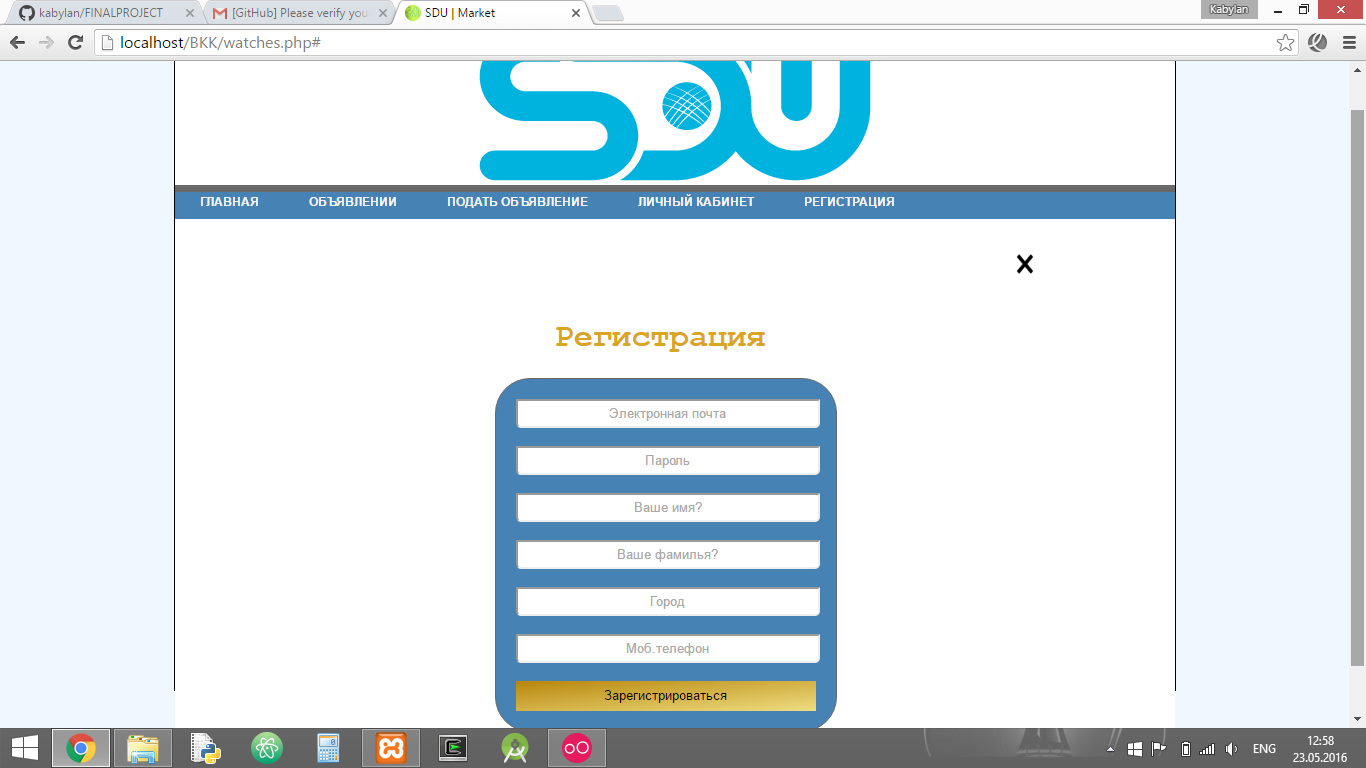 kabylan/FINALPROJECT
[GitHub] Please verify you
SDU | Market
Kabylan
localhost/BKK/watches.php#
SDU
ГЛАВНАЯ ОБЪЯВЛЕНИИ ПОДАТЬ ОБЪЯВЛЕНИЕ ЛИЧНЫЙ КАБИНЕТ РЕГИСТРАЦИЯ
X
Регистрация
Электронная почта
Пароль
Ваше имя?
Ваше фамилья?
Город
Моб.телефон
Зарегистрироваться
ENG
12:58
23.05.2016